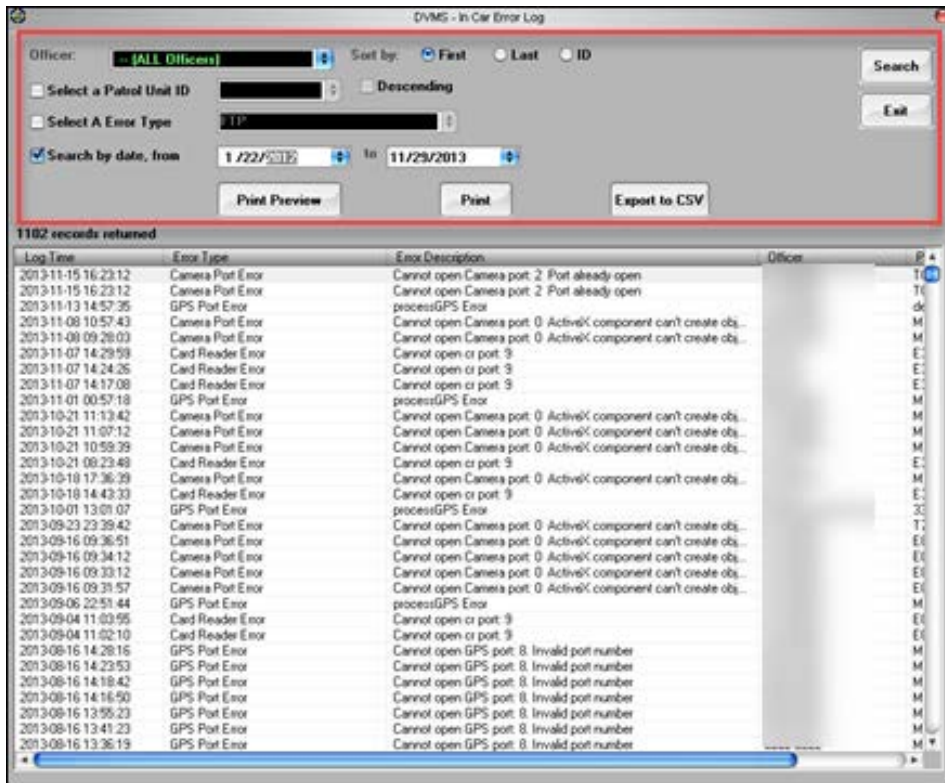 DVMS - In Car Error Log
Officer: -- (ALL Officers) Sort by: First Last ID
Search
Select a Patrol Unit ID Descending
Exit
Select A Error Type FTP
Search by date, from 1 /22/2012 to 11/29/2013
Print Preview Print Export to CSV
1102 records returned
Log Time Error Type Error Description Officer P
2013-11-15 16:23:12 Camera Port Error Cannot open Camera port: 2 Port already open
2013-11-15 16:23:12 Camera Port Error Cannot open Camera port: 2 Port already open
2013-11-13 14:57:35 GPS Port Error processGPS Error de
2013-11-08 10:57:43 Camera Port Error Cannot open Camera port: 0 ActiveX component can't create obj... M
2013-11-08 09:28:03 Camera Port Error Cannot open Camera port: 0 ActiveX component can't create obj... M
2013-11-07 14:29:59 Card Reader Error Cannot open cr port: 9
2013-11-07 14:24:26 Card Reader Error Cannot open cr port: 9
2013-11-07 14:17:08 Card Reader Error Cannot open cr port: 9
2013-11-01 00:57:18 GPS Port Error processGPS Error M
2013-10-21 11:13:42 Camera Port Error Cannot open Camera port: 0 ActiveX component can't create obj... M
2013-10-21 11:07:12 Camera Port Error Cannot open Camera port: 0 ActiveX component can't create obj... M
2013-10-21 10:59:39 Camera Port Error Cannot open Camera port: 0 ActiveX component can't create obj... M
2013-10-21 08:23:48 Card Reader Error Cannot open cr port: 9
2013-10-18 17:36:39 Camera Port Error Cannot open Camera port: 0 ActiveX component can't create obj... M
2013-10-18 14:43:33 Card Reader Error Cannot open cr port: 9
2013-10-01 13:01:07 GPS Port Error processGPS Error
2013-09-23 23:39:42 Camera Port Error Cannot open Camera port: 0 ActiveX component can't create obj...
2013-09-16 09:36:51 Camera Port Error Cannot open Camera port: 0 ActiveX component can't create obj...
2013-09-16 09:34:12 Camera Port Error Cannot open Camera port: 0 ActiveX component can't create obj...
2013-09-16 09:33:12 Camera Port Error Cannot open Camera port: 0 ActiveX component can't create obj...
2013-09-16 09:31:57 Camera Port Error Cannot open Camera port: 0 ActiveX component can't create obj...
2013-09-06 22:51:44 GPS Port Error processGPS Error M
2013-09-04 11:03:55 Card Reader Error Cannot open cr port: 9
2013-09-04 11:02:10 Card Reader Error Cannot open cr port: 9
2013-08-16 14:28:16 GPS Port Error Cannot open GPS port: 8. Invalid port number M
2013-08-16 14:23:53 GPS Port Error Cannot open GPS port: 8. Invalid port number M
2013-08-16 14:18:42 GPS Port Error Cannot open GPS port: 8. Invalid port number M
2013-08-16 14:16:50 GPS Port Error Cannot open GPS port: 8. Invalid port number M
2013-08-16 13:55:23 GPS Port Error Cannot open GPS port: 8. Invalid port number M
2013-08-16 13:41:23 GPS Port Error Cannot open GPS port: 8. Invalid port number M
2013-08-16 13:36:19 GPS Port Error Cannot open GPS port: 8. Invalid port number M